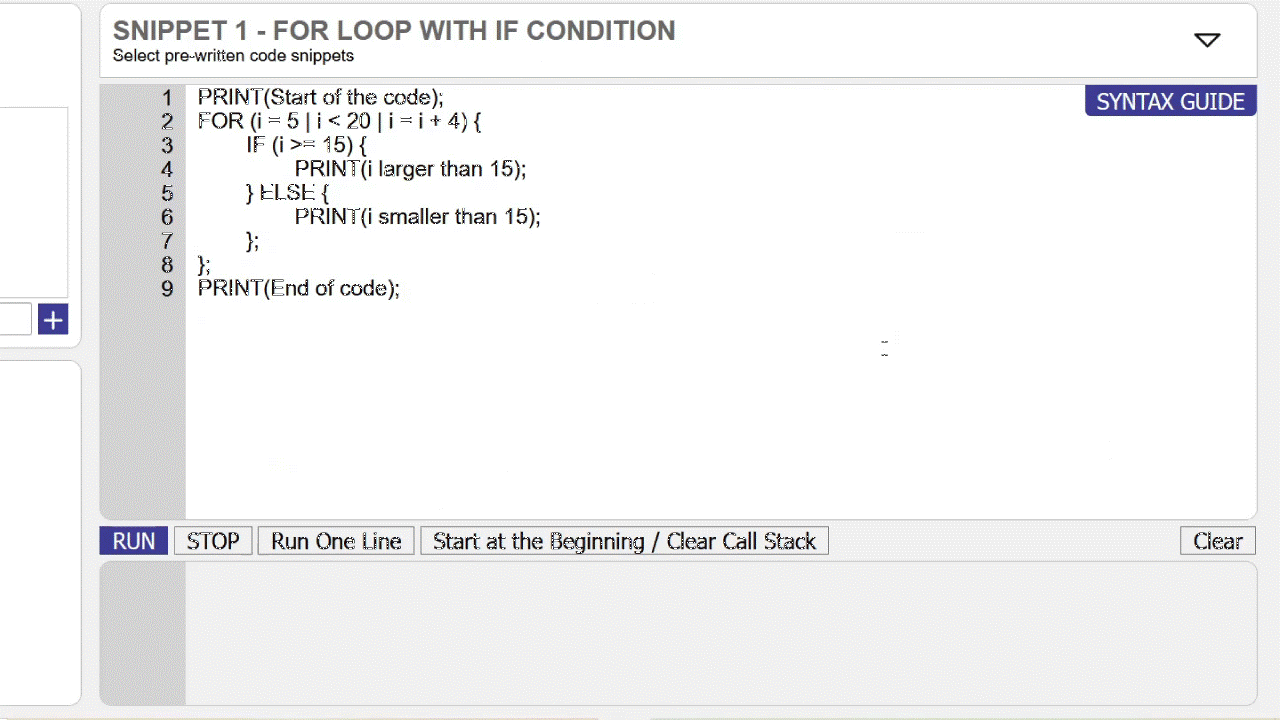 SNIPPET 1 - FOR LOOP WITH IF CONDITION
Select pre-written code snippets
SYNTAX GUIDE
1 PRINT(Start of the code);
2 FOR (i = 5 | i < 20 | i = i + 4) {
3 IF (i >= 15) {
4 PRINT(i larger than 15);
5 } ELSE {
6 PRINT(i smaller than 15);
7 };
8 };
9 PRINT(End of code);
+
RUN STOP Run One Line Start at the Beginning / Clear Call Stack Clear